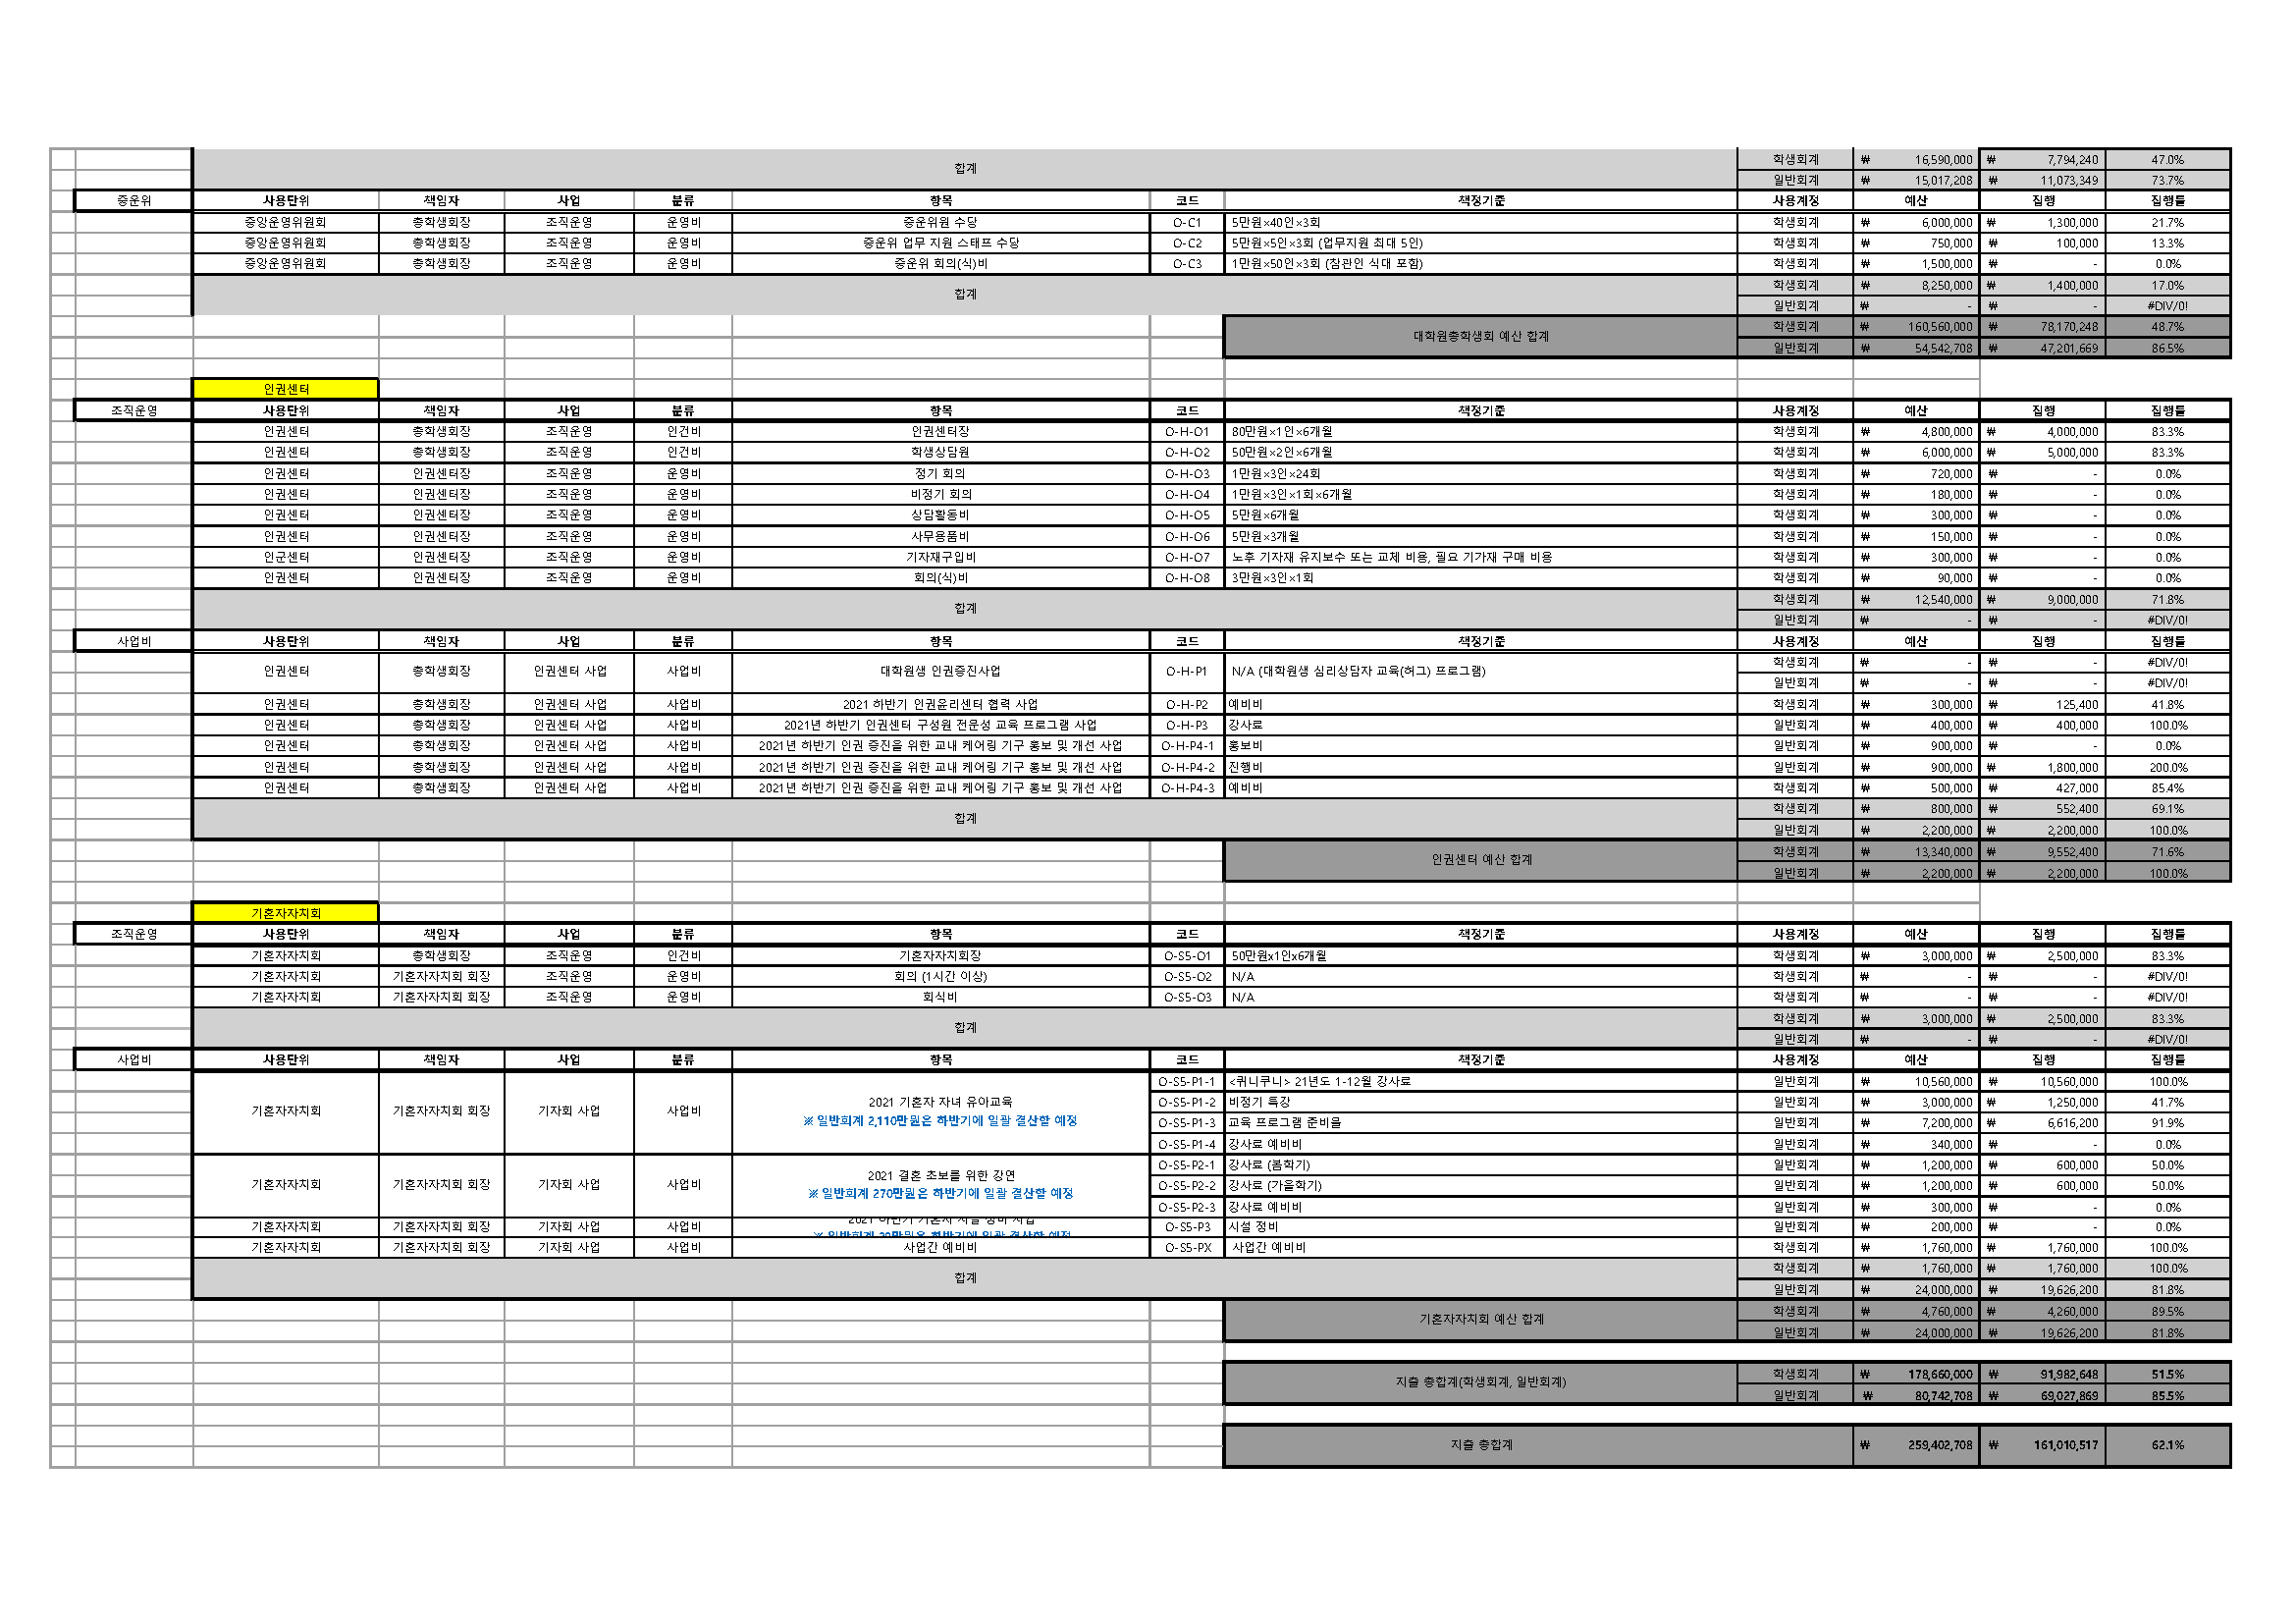 합계 학생회계 ₩ 16,590,000 ₩ 7,794,240 47.0%
일반회계 ₩ 15,017,208 ₩ 11,073,349 73.7%
중운위 사용단위 책임자 사업 분류 항목 코드 책정기준 사용계정 예산 집행 집행률
중앙운영위원회 총학생회장 조직운영 운영비 중운위원 수당 O-C1 5만원×40인×3회 학생회계 ₩ 6,000,000 ₩ 1,300,000 21.7%
중앙운영위원회 총학생회장 조직운영 운영비 중운위 업무 지원 스태프 수당 O-C2 5만원×5인×3회 (업무지원 최대 5인) 학생회계 ₩ 750,000 ₩ 100,000 13.3%
중앙운영위원회 총학생회장 조직운영 운영비 중운위 회의(식)비 O-C3 1만원×50인×3회 (참관인 식대 포함) 학생회계 ₩ 1,500,000 ₩ - 0.0%
합계 학생회계 ₩ 8,250,000 ₩ 1,400,000 17.0%
일반회계 ₩ - ₩ - #DIV/0!
대학원총학생회 예산 합계 학생회계 ₩ 160,560,000 ₩ 78,170,248 48.7%
일반회계 ₩ 54,542,708 ₩ 47,201,669 86.5%
인권센터
조직운영 사용단위 책임자 사업 분류 항목 코드 책정기준 사용계정 예산 집행 집행률
인권센터 총학생회장 조직운영 인건비 인권센터장 O-H-O1 80만원×1인×6개월 학생회계 ₩ 4,800,000 ₩ 4,000,000 83.3%
인권센터 총학생회장 조직운영 인건비 학생상담원 O-H-O2 50만원×2인×6개월 학생회계 ₩ 6,000,000 ₩ 5,000,000 83.3%
인권센터 인권센터장 조직운영 운영비 정기 회의 O-H-O3 1만원×3인×24회 학생회계 ₩ 720,000 ₩ - 0.0%
인권센터 인권센터장 조직운영 운영비 비정기 회의 O-H-O4 1만원×3인×1회×6개월 학생회계 ₩ 180,000 ₩ - 0.0%
인권센터 인권센터장 조직운영 운영비 상담활동비 O-H-O5 5만원×6개월 학생회계 ₩ 300,000 ₩ - 0.0%
인권센터 인권센터장 조직운영 운영비 사무용품비 O-H-O6 5만원×3개월 학생회계 ₩ 150,000 ₩ - 0.0%
인군센터 인권센터장 조직운영 운영비 기자재구입비 O-H-O7 노후 기자재 유지보수 또는 교체 비용, 필요 기가재 구매 비용 학생회계 ₩ 300,000 ₩ - 0.0%
인권센터 인권센터장 조직운영 운영비 회의(식)비 O-H-O8 3만원×3인×1회 학생회계 ₩ 90,000 ₩ - 0.0%
합계 학생회계 ₩ 12,540,000 ₩ 9,000,000 71.8%
일반회계 ₩ - ₩ - #DIV/0!
사업비 사용단위 책임자 사업 분류 항목 코드 책정기준 사용계정 예산 집행 집행률
인권센터 총학생회장 인권센터 사업 사업비 대학원생 인권증진사업 O-H-P1 N/A (대학원생 심리상담자 교육(허그) 프로그램) 학생회계 ₩ - ₩ - #DIV/0!
일반회계 ₩ - ₩ - #DIV/0!
인권센터 총학생회장 인권센터 사업 사업비 2021 하반기 인권윤리센터 협력 사업 O-H-P2 예비비 학생회계 ₩ 300,000 ₩ 125,400 41.8%
인권센터 총학생회장 인권센터 사업 사업비 2021년 하반기 인권센터 구성원 전운성 교육 프로그램 사업 O-H-P3 강사료 일반회계 ₩ 400,000 ₩ 400,000 100.0%
인권센터 총학생회장 인권센터 사업 사업비 2021년 하반기 인권 증진을 위한 교내 케어링 기구 홍보 및 개선 사업 O-H-P4-1 홍보비 일반회계 ₩ 900,000 ₩ - 0.0%
인권센터 총학생회장 인권센터 사업 사업비 2021년 하반기 인권 증진을 위한 교내 케어링 기구 홍보 및 개선 사업 O-H-P4-2 진행비 일반회계 ₩ 900,000 ₩ 1,800,000 200.0%
인권센터 총학생회장 인권센터 사업 사업비 2021년 하반기 인권 증진을 위한 교내 케어링 기구 홍보 및 개선 사업 O-H-P4-3 예비비 학생회계 ₩ 500,000 ₩ 427,000 85.4%
합계 학생회계 ₩ 800,000 ₩ 552,400 69.1%
일반회계 ₩ 2,200,000 ₩ 2,200,000 100.0%
인권센터 예산 합계 학생회계 ₩ 13,340,000 ₩ 9,552,400 71.6%
일반회계 ₩ 2,200,000 ₩ 2,200,000 100.0%
기혼자자치회
조직운영 사용단위 책임자 사업 분류 항목 코드 책정기준 사용계정 예산 집행 집행률
기혼자자치회 총학생회장 조직운영 인건비 기혼자자치회장 O-S5-O1 50만원x1인x6개월 학생회계 ₩ 3,000,000 ₩ 2,500,000 83.3%
기혼자자치회 기혼자자치회 회장 조직운영 운영비 회의 (1시간 이상) O-S5-O2 N/A 학생회계 ₩ - ₩ - #DIV/0!
기혼자자치회 기혼자자치회 회장 조직운영 운영비 회식비 O-S5-O3 N/A 학생회계 ₩ - ₩ - #DIV/0!
합계 학생회계 ₩ 3,000,000 ₩ 2,500,000 83.3%
일반회계 ₩ - ₩ - #DIV/0!
사업비 사용단위 책임자 사업 분류 항목 코드 책정기준 사용계정 예산 집행 집행률
기혼자자치회 기혼자자치회 회장 기자회 사업 사업비 2021 기혼자 자녀 유아교육
※ 일반회계 2,110만원은 하반기에 일괄 결산할 예정
O-S5-P1-1 <퀴니쿠니> 21년도 1-12월 강사료 일반회계 ₩ 10,560,000 ₩ 10,560,000 100.0%
O-S5-P1-2 비정기 특강 일반회계 ₩ 3,000,000 ₩ 1,250,000 41.7%
O-S5-P1-3 교육 프로그램 준비물 일반회계 ₩ 7,200,000 ₩ 6,616,200 91.9%
O-S5-P1-4 강사료 예비비 일반회계 ₩ 340,000 ₩ - 0.0%
기혼자자치회 기혼자자치회 회장 기자회 사업 사업비 2021 결혼 초보를 위한 강연
※ 일반회계 270만원은 하반기에 일괄 결산할 예정
O-S5-P2-1 강사료 (봄학기) 일반회계 ₩ 1,200,000 ₩ 600,000 50.0%
O-S5-P2-2 강사료 (가을학기) 일반회계 ₩ 1,200,000 ₩ 600,000 50.0%
O-S5-P2-3 강사료 예비비 일반회계 ₩ 300,000 ₩ - 0.0%
기혼자자치회 기혼자자치회 회장 기자회 사업 사업비 2021 하반기 기혼자 시설 정비 사업
※ 일반회계 20만원은 하반기에 일괄 결산할 예정
O-S5-P3 시설 정비 일반회계 ₩ 200,000 ₩ - 0.0%
기혼자자치회 기혼자자치회 회장 기자회 사업 사업비 사업간 예비비 O-S5-PX 사업간 예비비 학생회계 ₩ 1,760,000 ₩ 1,760,000 100.0%
합계 학생회계 ₩ 1,760,000 ₩ 1,760,000 100.0%
일반회계 ₩ 24,000,000 ₩ 19,626,200 81.8%
기혼자자치회 예산 합계 학생회계 ₩ 4,760,000 ₩ 4,260,000 89.5%
일반회계 ₩ 24,000,000 ₩ 19,626,200 81.8%
지출 총합계(학생회계, 일반회계) 학생회계 ₩ 178,660,000 ₩ 91,982,648 51.5%
일반회계 ₩ 80,742,708 ₩ 69,027,869 85.5%
지출 총합계 ₩ 259,402,708 ₩ 161,010,517 62.1%